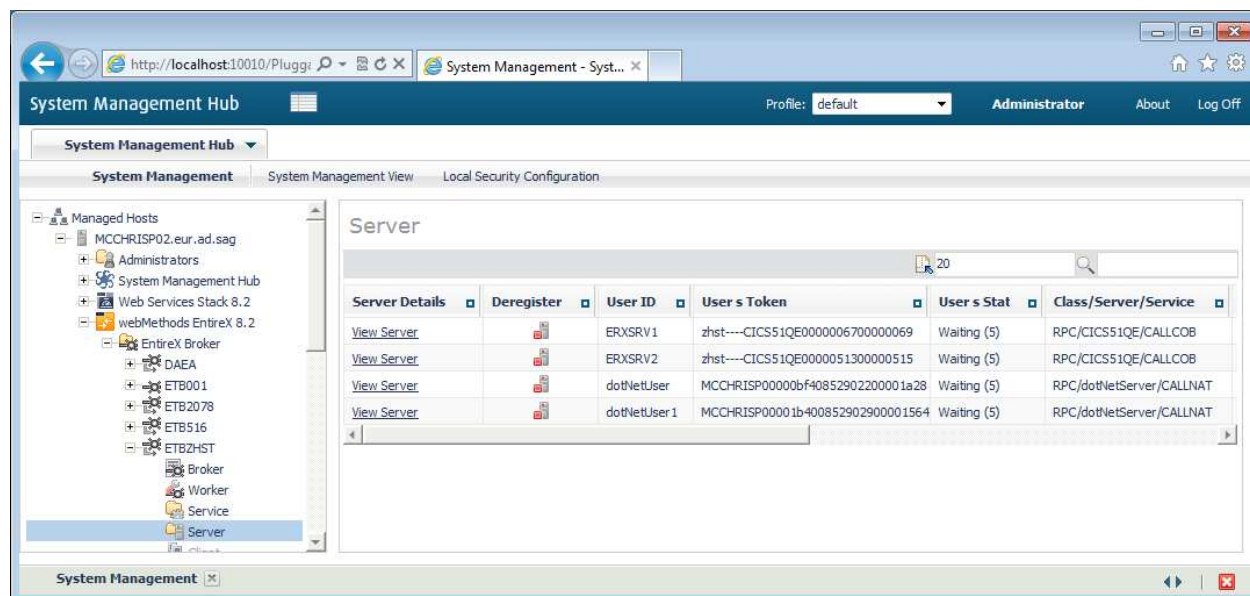 http://localhost:10010/Plugga
System Management - Syst...
System Management Hub
Profile: default Administrator About Log Off
System Management Hub
System Management System Management View Local Security Configuration
Managed Hosts
MCCHRISP02.eur.ad.sag
Administrators
System Management Hub
Web Services Stack 8.2
webMethods EntireX 8.2
EntireX Broker
DAEA
ETB001
ETB2078
ETB516
ETBZHST
Broker
Worker
Service
Server
Client
Server
20
Server Details Deregister User ID User s Token User s Stat Class/Server/Service
View Server ERXSRV1 zhst----CICS51QE0000006700000069 Waiting (5) RPC/CICS51QE/CALLCOB
View Server ERXSRV2 zhst----CICS51QE0000051300000515 Waiting (5) RPC/CICS51QE/CALLCOB
View Server dotNetUser MCCHRISP00000bf40852902200001a28 Waiting (5) RPC/dotNetServer/CALLNAT
View Server dotNetUser1 MCCHRISP00001b400852902900001564 Waiting (5) RPC/dotNetServer/CALLNAT
System Management